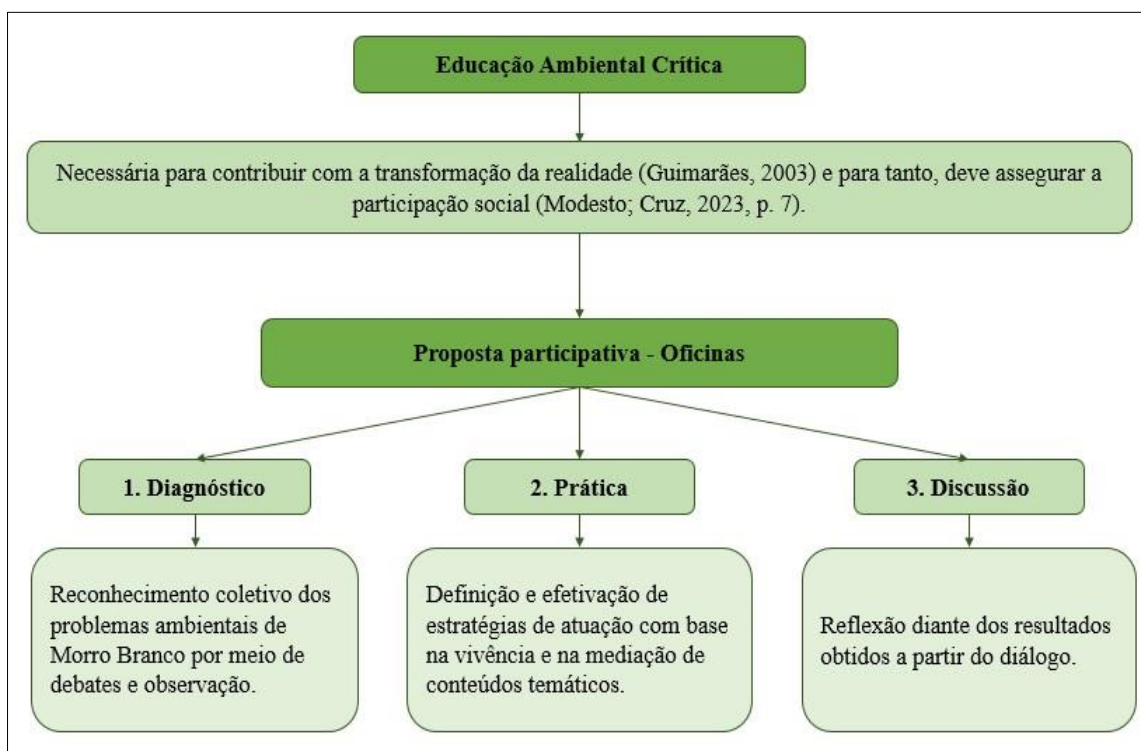 Educação Ambiental Crítica
Necessária para contribuir com a transformação da realidade (Guimarães, 2003) e para tanto, deve assegurar a
participação social (Modesto; Cruz, 2023, p. 7).
Proposta participativa - Oficinas
1. Diagnóstico
2. Prática
3. Discussão
Reconhecimento coletivo dos
problemas ambientais de
Morro Branco por meio de
debates e observação.
Definição e efetivação de
estratégias de atuação com base
na vivência e na mediação de
conteúdos temáticos.
Reflexão diante dos resultados
obtidos a partir do diálogo.